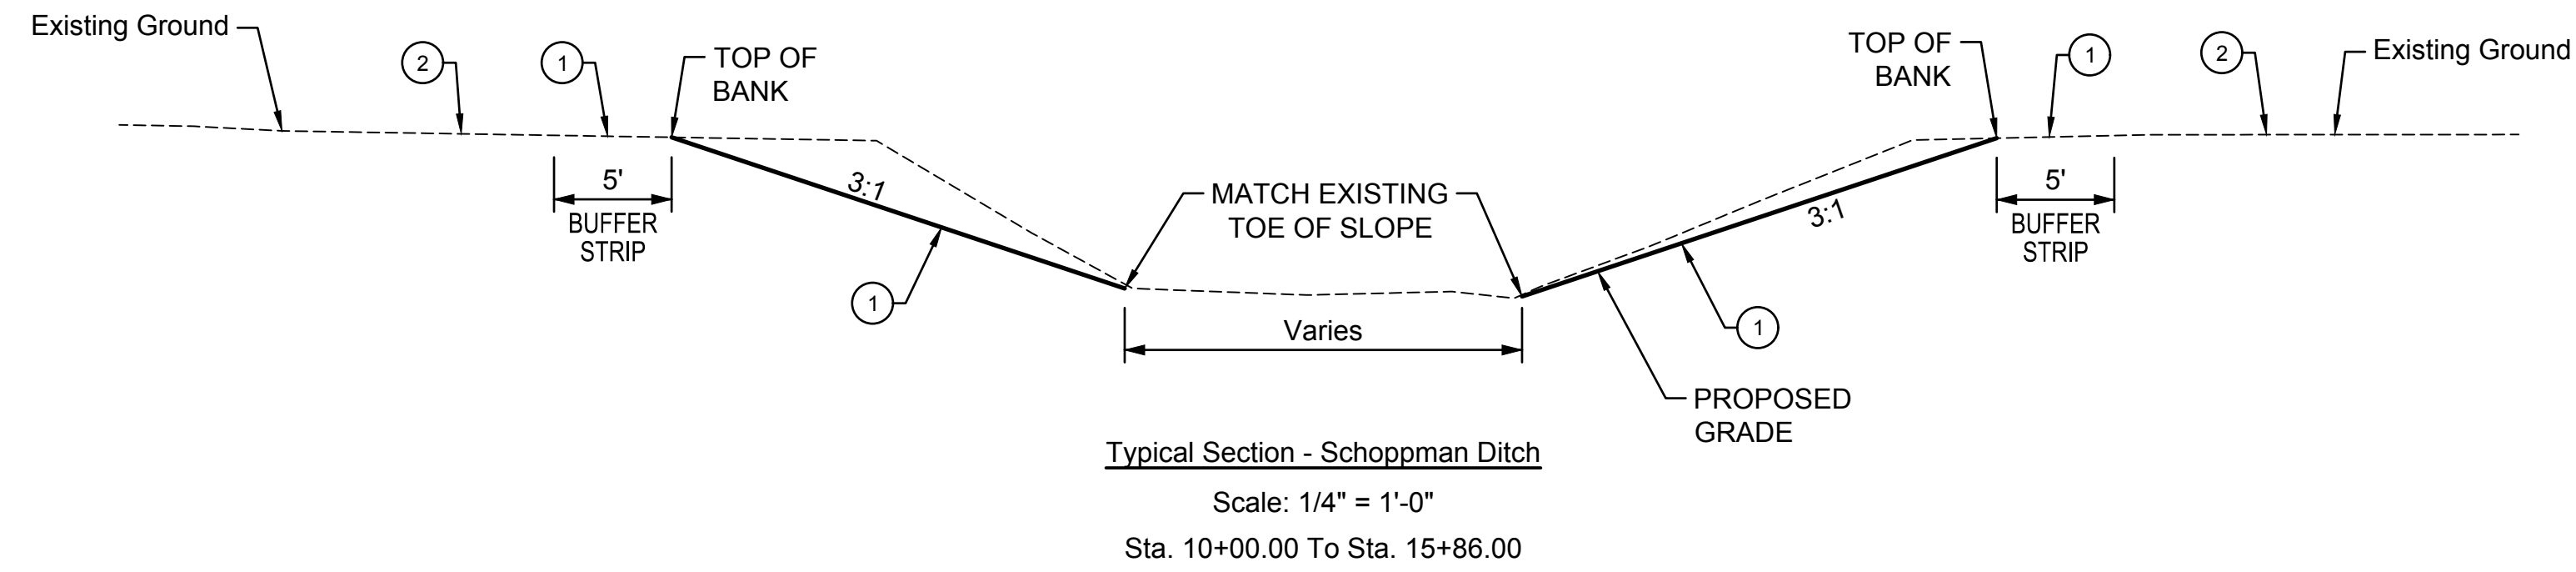 Existing Ground
2
1
TOP OF
BANK
TOP OF
BANK
1
2
Existing Ground
5'
BUFFER
STRIP
3:1
MATCH EXISTING
TOE OF SLOPE
3:1
5'
BUFFER
STRIP
1
Varies
1
PROPOSED
GRADE
Typical Section - Schoppman Ditch
Scale: 1/4" = 1'-0"
Sta. 10+00.00 To Sta. 15+86.00